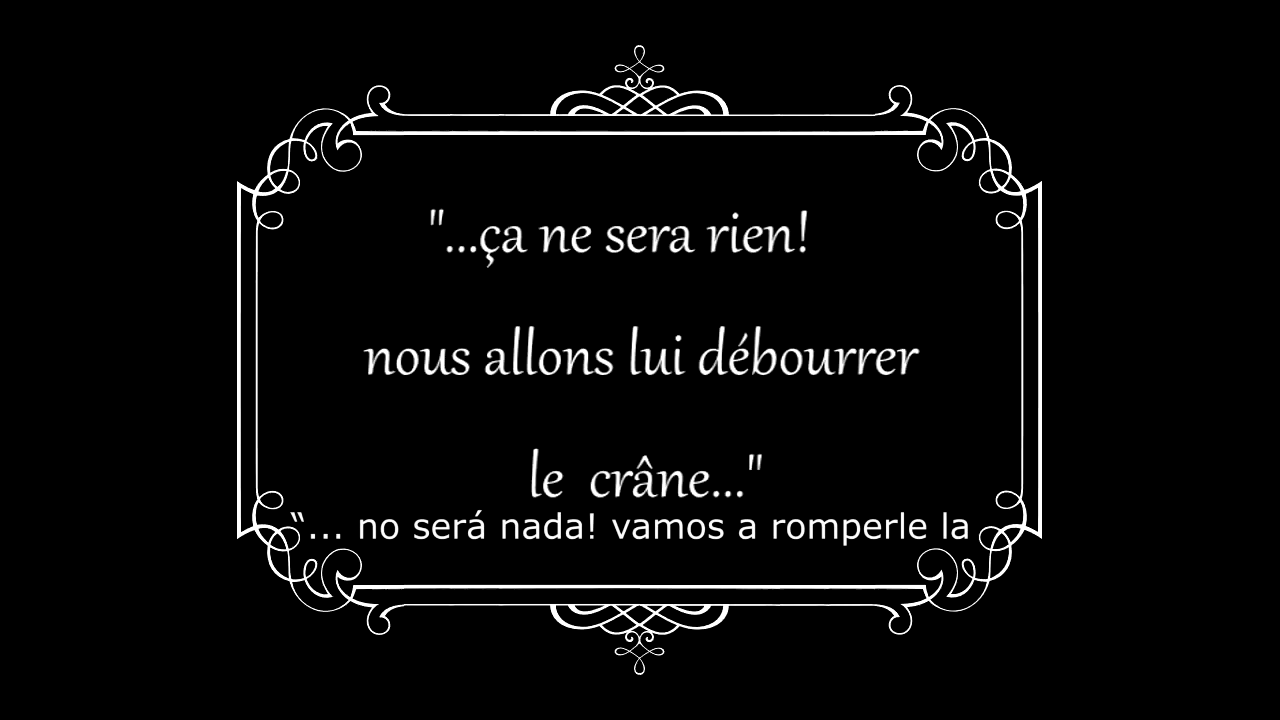 "...ça ne sera rien!
nous allons lui débourrer
le crâne..."
“... no será nada! vamos a romperle la